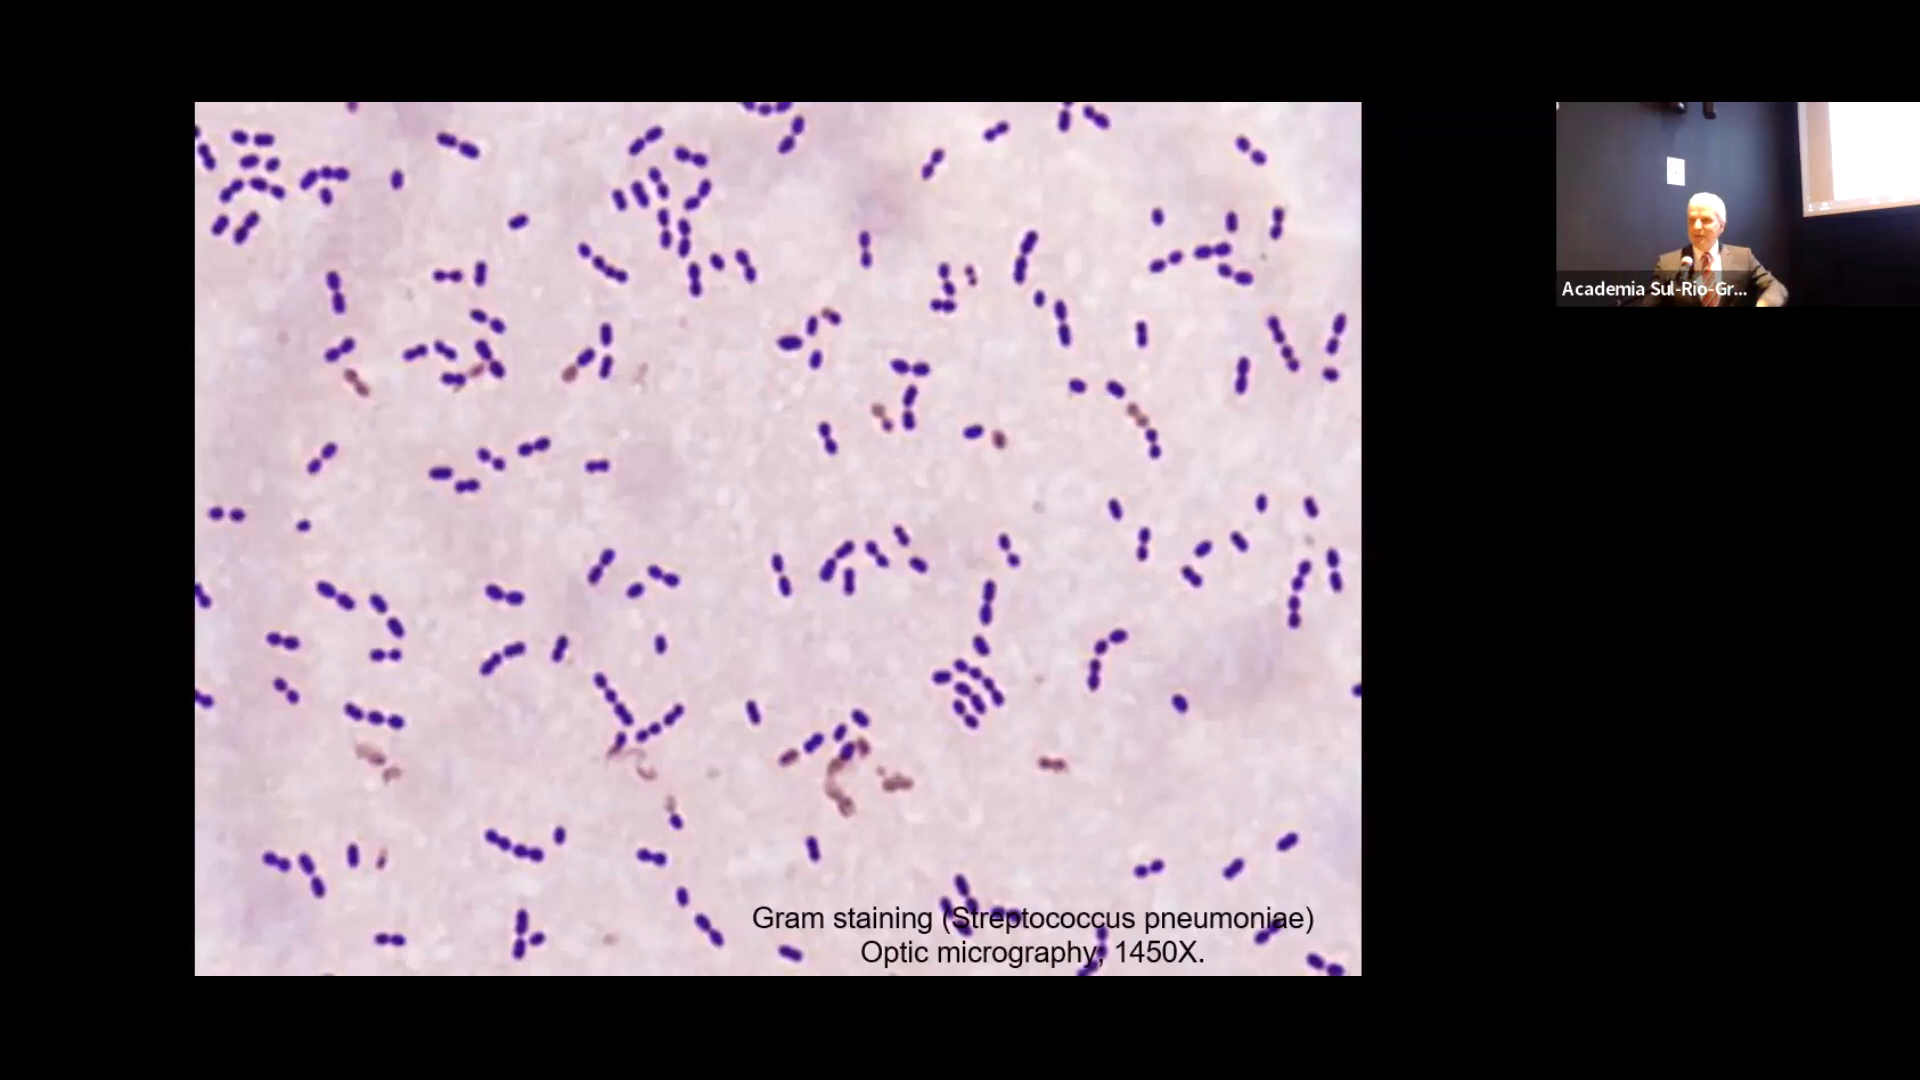 Academia Sul-Rio-Gr...
Gram staining (Streptococcus pneumoniae)
Optic micrography; 1450X.